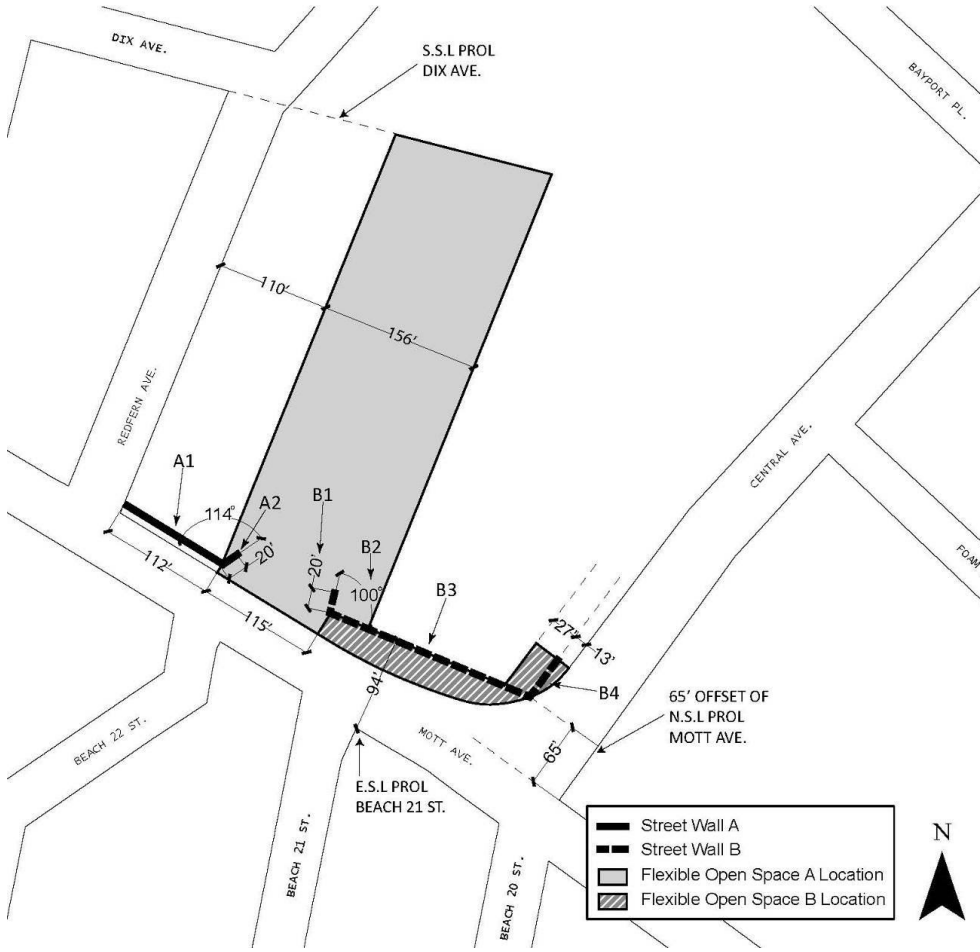 DIX AVE.
S.S.L PROL
DIX AVE.
BAYPORT PL.
110'
156'
REDFERN AVE.
CENTRAL AVE.
A1
114°
A2
20'
B1
20'
B2
100°
B3
112'
115'
FOAM
27'
13'
B4
94'
65' OFFSET OF
N.S.L PROL
MOTT AVE.
65'
MOTT AVE.
BEACH 22 ST.
E.S.L PROL
BEACH 21 ST.
BEACH 21 ST.
BEACH 20 ST.
Street Wall A
Street Wall B
Flexible Open Space A Location
Flexible Open Space B Location
N